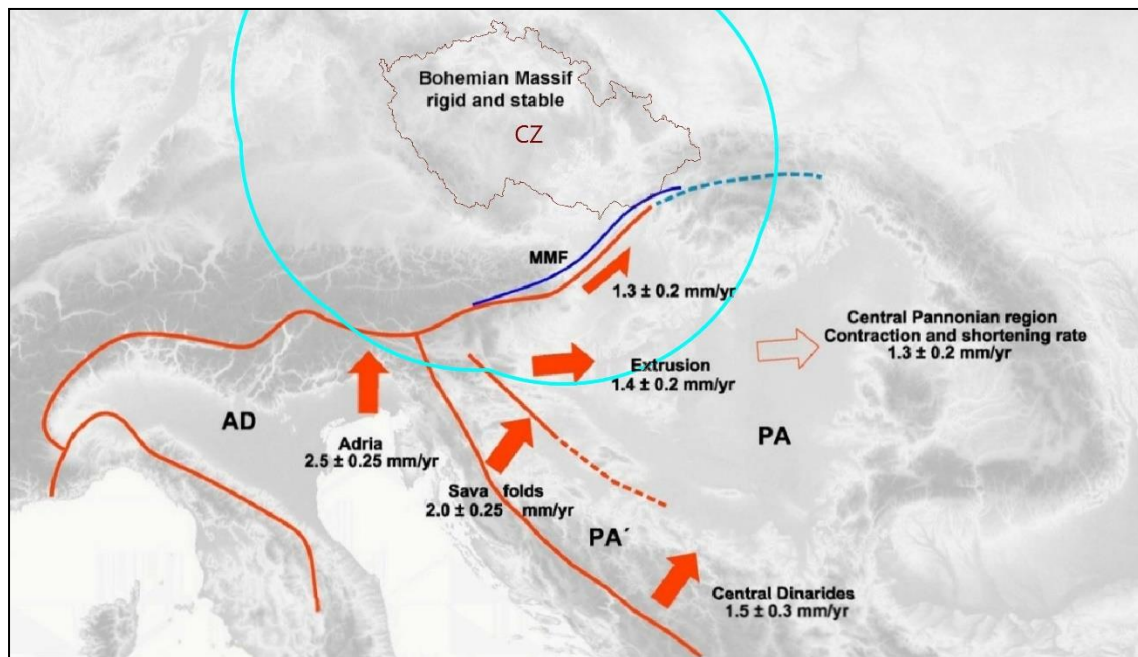 Bohemian Massif
rigid and stable
CZ
MMF
1.3 ± 0.2 mm/yr
Central Pannonian region
Contraction and shortening rate
1.3 ± 0.2 mm/yr
Extrusion
1.4 ± 0.2 mm/yr
AD
PA
Adria
2.5 ± 0.25 mm/yr
Sava folds
2.0 ± 0.25 mm/yr
PA´
Central Dinarides
1.5 ± 0.3 mm/yr